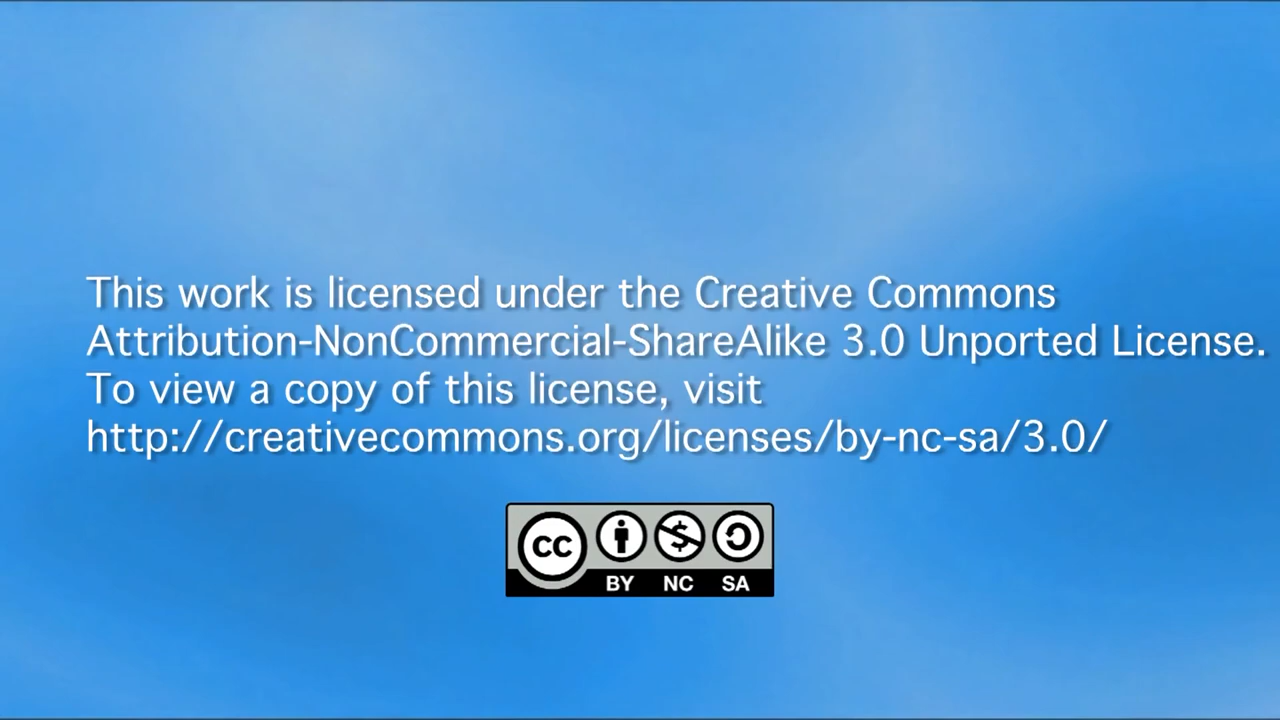 This work is licensed under the Creative Commons
Attribution-NonCommercial-ShareAlike 3.0 Unported License.
To view a copy of this license, visit
http://creativecommons.org/licenses/by-nc-sa/3.0/
cc
BY NC SA